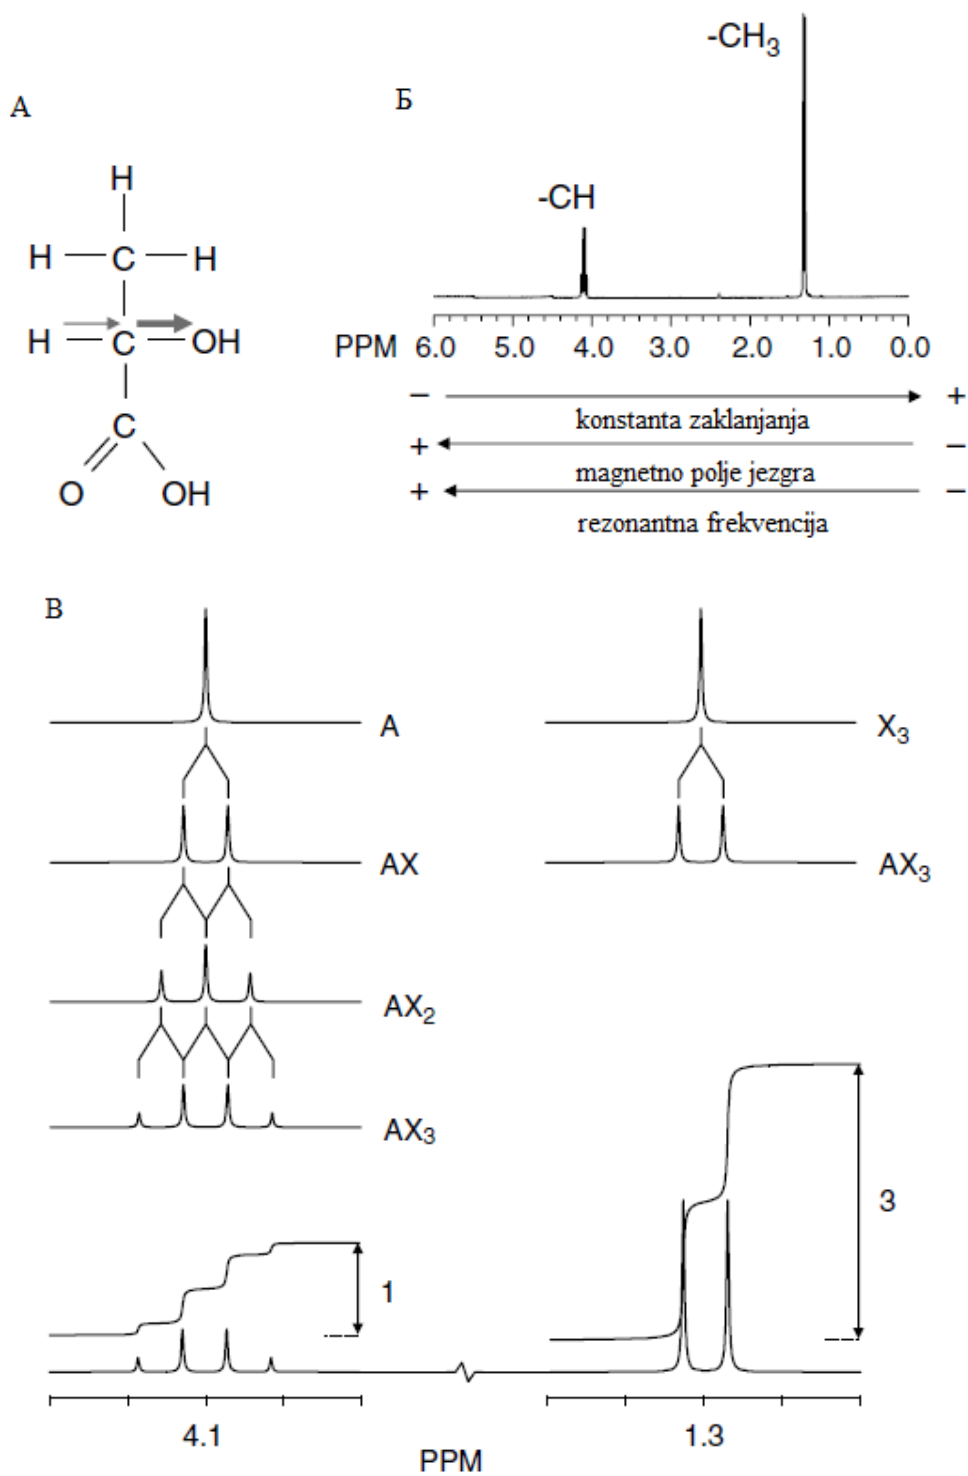 А
H
H C H
H C OH
C
O OH
Б
-CH₃
-CH
PPM 6.0 5.0 4.0 3.0 2.0 1.0 0.0
− +
konstanta zaklanjanja
+ −
magnetno polje jezgra
+ −
rezonantna frekvencija
В
A X₃
AX AX₃
AX₂
AX₃
1 3
4.1 1.3
PPM